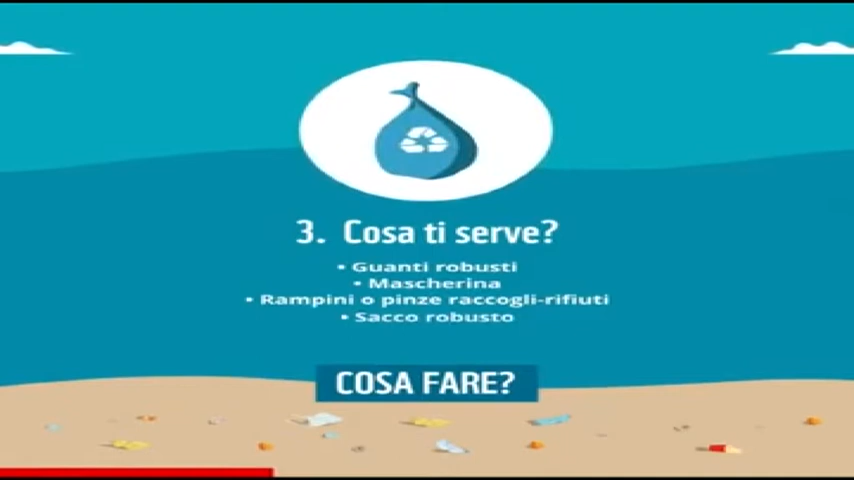 3. Cosa ti serve?
• Guanti robusti
• Mascherina
• Rampini o pinze raccogli-rifiuti
• Sacco robusto
COSA FARE?